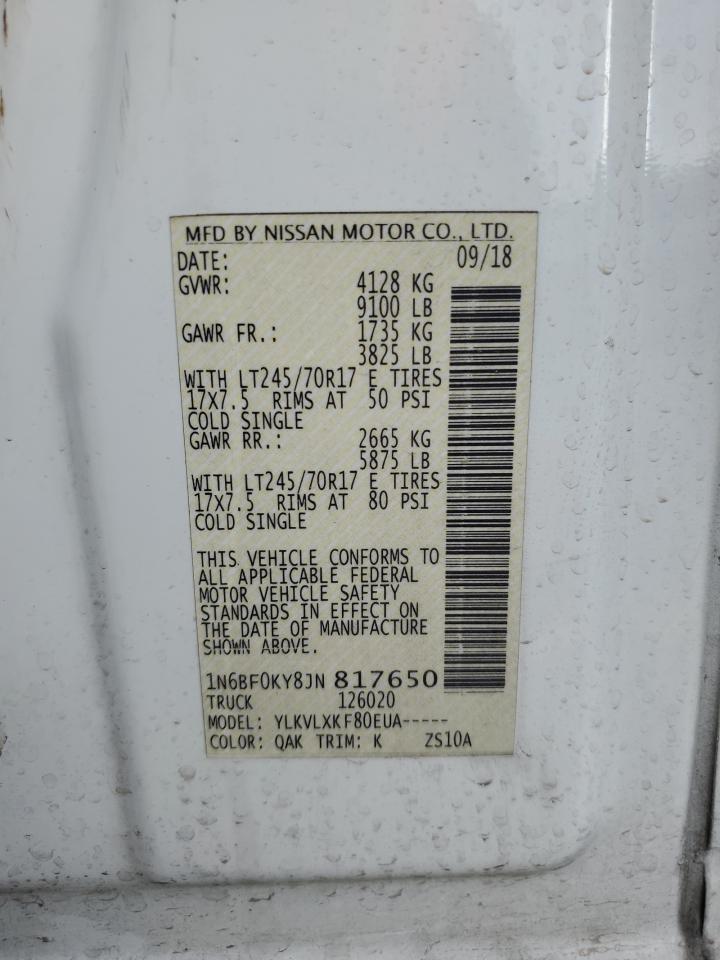 MFD BY NISSAN MOTOR CO., LTD.
DATE: 09/18
GVWR: 4128 KG
9100 LB
GAWR FR.: 1735 KG
3825 LB
WITH LT245/70R17 E TIRES
17X7.5 RIMS AT 50 PSI
COLD SINGLE
GAWR RR.: 2665 KG
5875 LB
WITH LT245/70R17 E TIRES
17X7.5 RIMS AT 80 PSI
COLD SINGLE
THIS VEHICLE CONFORMS TO
ALL APPLICABLE FEDERAL
MOTOR VEHICLE SAFETY
STANDARDS IN EFFECT ON
THE DATE OF MANUFACTURE
SHOWN ABOVE.
1N6BF0KY8JN 817650
TRUCK 126020
MODEL: YLKVLXKF80EUA-----
COLOR: QAK TRIM: K ZS10A